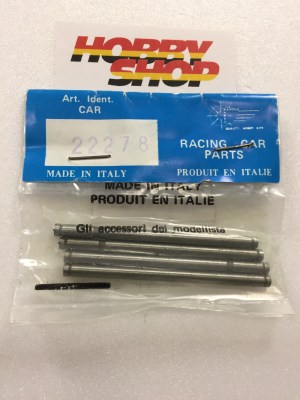 HOBBY
SHOP
Art. Ident.
CAR
22278
RACING CAR
PARTS
MADE IN ITALY
PRODUIT EN ITALIE
MADE IN ITALY
PRODUIT EN ITALIE
Gli accessori del modellista